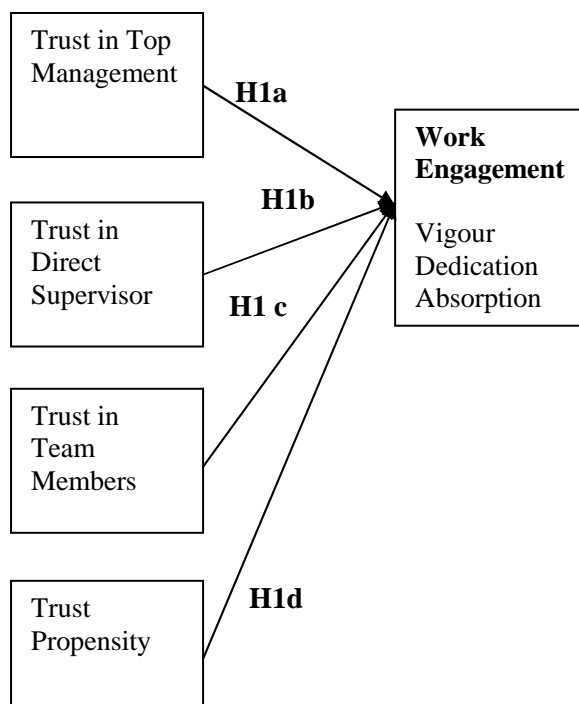 Trust in Top
Management
H1a
Work
Engagement
Vigour
Dedication
Absorption
H1b
Trust in
Direct
Supervisor
H1 c
Trust in
Team
Members
H1d
Trust
Propensity